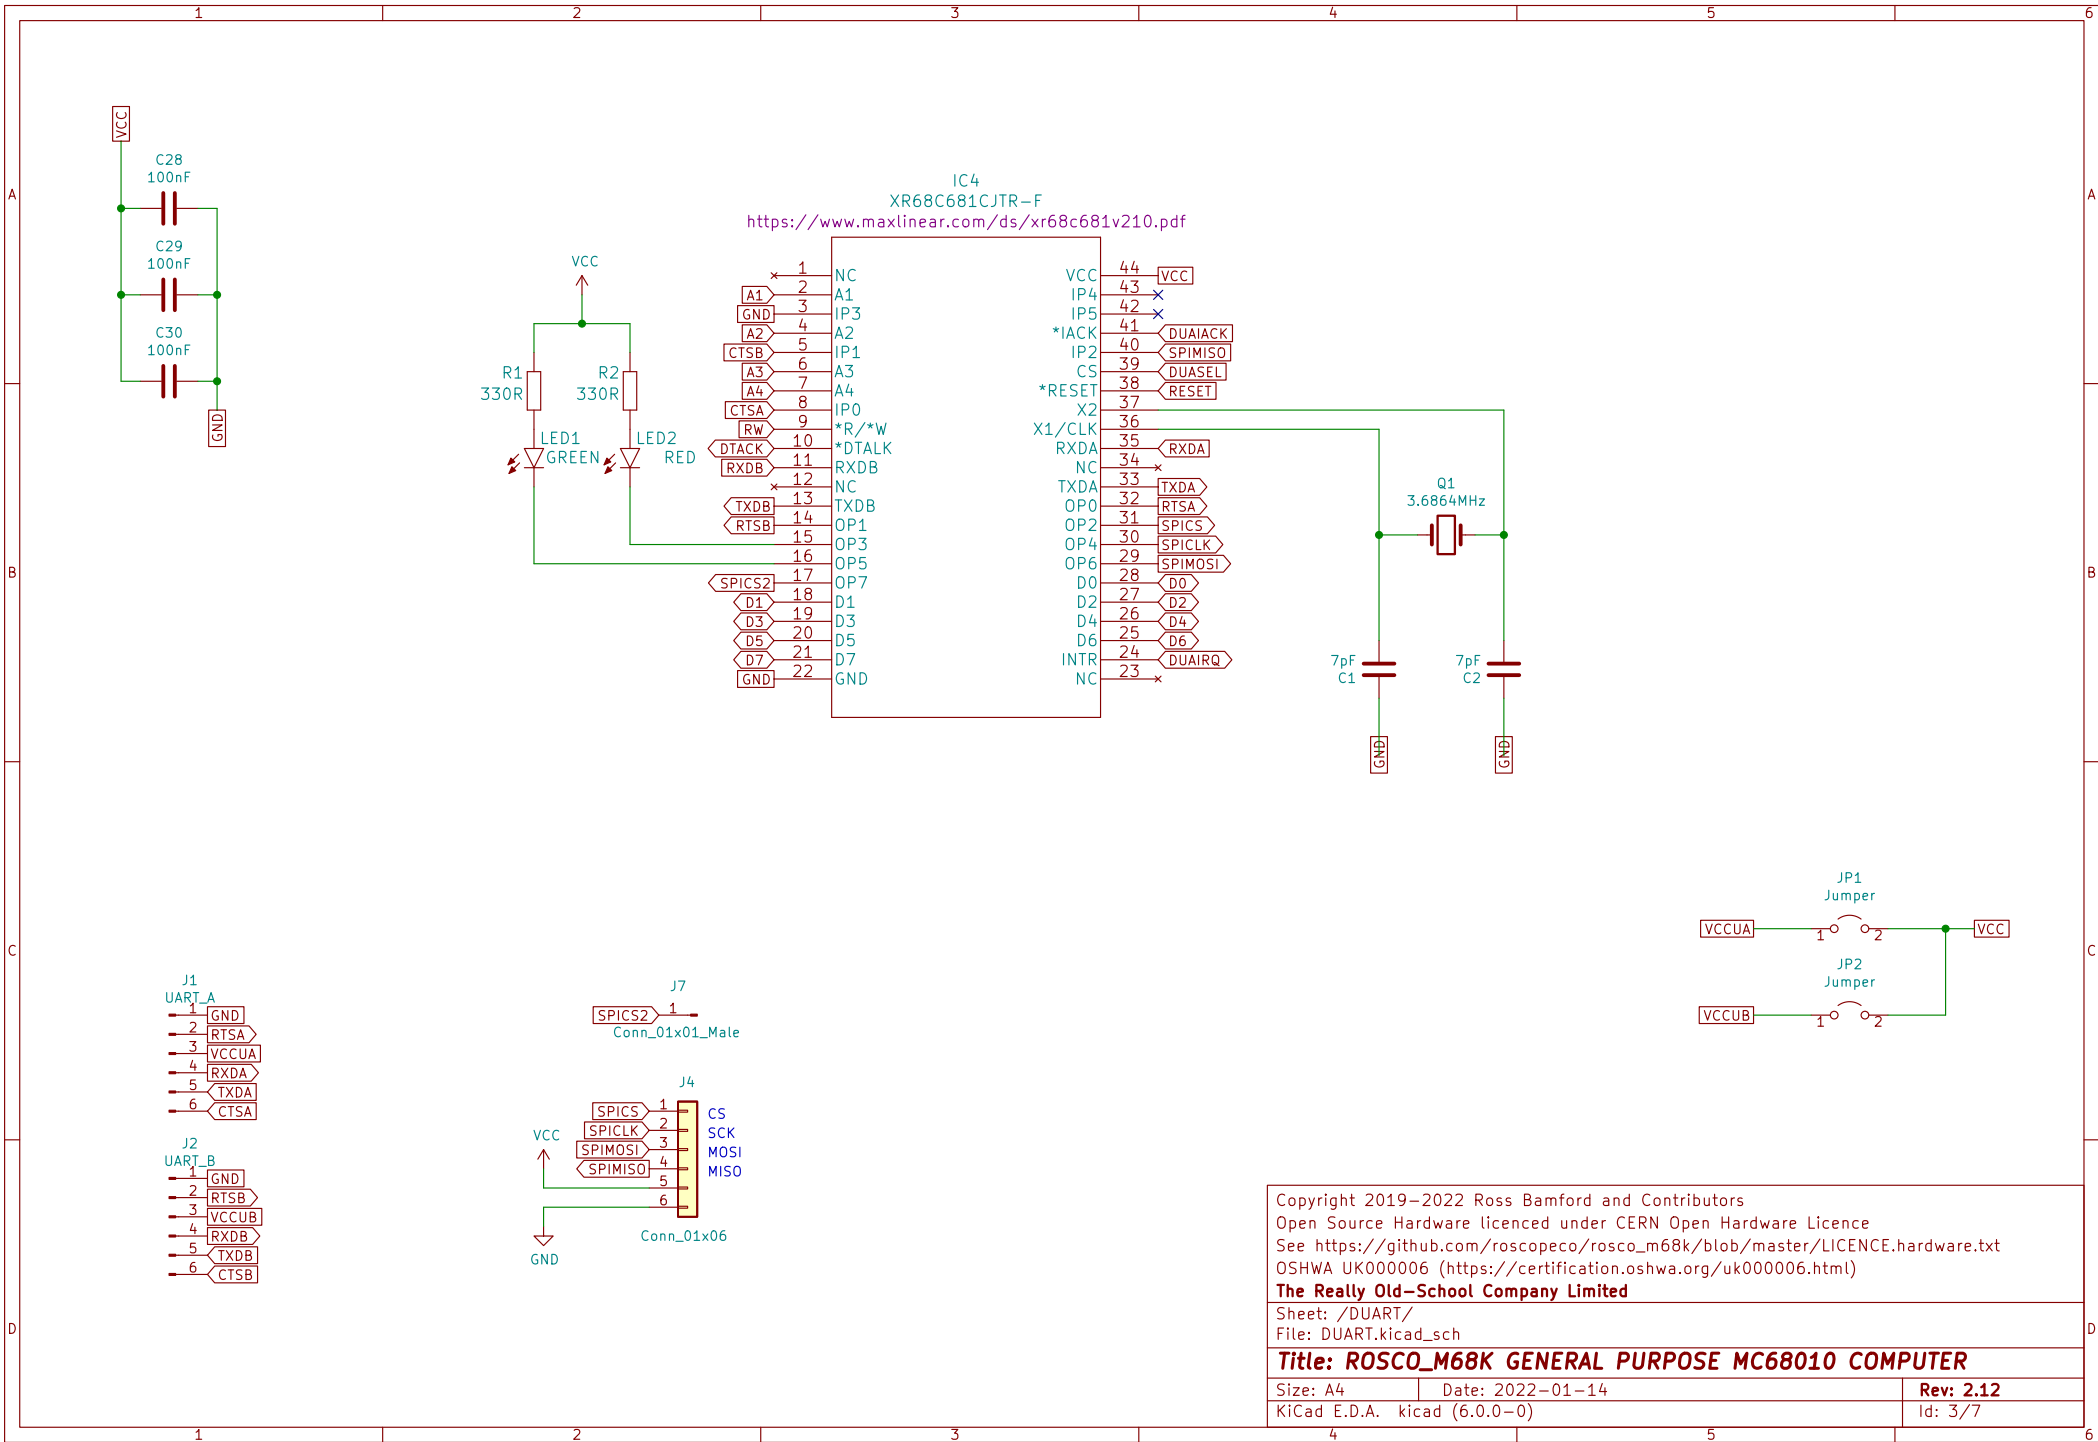 1 2 3 4 5 6
A A
B B
C C
D D
VCC
C28
100nF
C29
100nF
C30
100nF
GND
VCC
R1
330R
R2
330R
LED1
GREEN
LED2
RED
IC4
XR68C681CJTR-F
https://www.maxlinear.com/ds/xr68c681v210.pdf
1 NC
A1 2 A1
GND 3 IP3
A2 4 A2
CTSB 5 IP1
A3 6 A3
A4 7 A4
CTSA 8 IP0
RW 9 *R/*W
DTACK 10 *DTALK
RXDB 11 RXDB
12 NC
TXDB 13 TXDB
RTSB 14 OP1
15 OP3
16 OP5
SPICS2 17 OP7
D1 18 D1
D3 19 D3
D5 20 D5
D7 21 D7
GND 22 GND
VCC 44 VCC
IP4 43
IP5 42
*IACK 41 DUAIACK
IP2 40 SPIMISO
CS 39 DUASEL
*RESET 38 RESET
X2 37
X1/CLK 36
RXDA 35 RXDA
NC 34
TXDA 33 TXDA
OP0 32 RTSA
OP2 31 SPICS
OP4 30 SPICLK
OP6 29 SPIMOSI
D0 28 D0
D2 27 D2
D4 26 D4
D6 25 D6
INTR 24 DUAIRQ
NC 23
Q1
3.6864MHz
7pF
C1
7pF
C2
GND
GND
JP1
Jumper
VCCUA 1 2 VCC
JP2
Jumper
VCCUB 1 2
J1
UART_A
1 GND
2 RTSA
3 VCCUA
4 RXDA
5 TXDA
6 CTSA
J2
UART_B
1 GND
2 RTSB
3 VCCUB
4 RXDB
5 TXDB
6 CTSB
J7
SPICS2 1
Conn_01x01_Male
J4
SPICS 1 CS
SPICLK 2 SCK
SPIMOSI 3 MOSI
SPIMISO 4 MISO
VCC
5
6
GND
Conn_01x06
Copyright 2019-2022 Ross Bamford and Contributors
Open Source Hardware licenced under CERN Open Hardware Licence
See https://github.com/roscopeco/rosco_m68k/blob/master/LICENCE.hardware.txt
OSHWA UK000006 (https://certification.oshwa.org/uk000006.html)
The Really Old-School Company Limited
Sheet: /DUART/
File: DUART.kicad_sch
Title: ROSCO_M68K GENERAL PURPOSE MC68010 COMPUTER
Size: A4 Date: 2022-01-14 Rev: 2.12
KiCad E.D.A. kicad (6.0.0-0) Id: 3/7
1 2 3 4 5 6